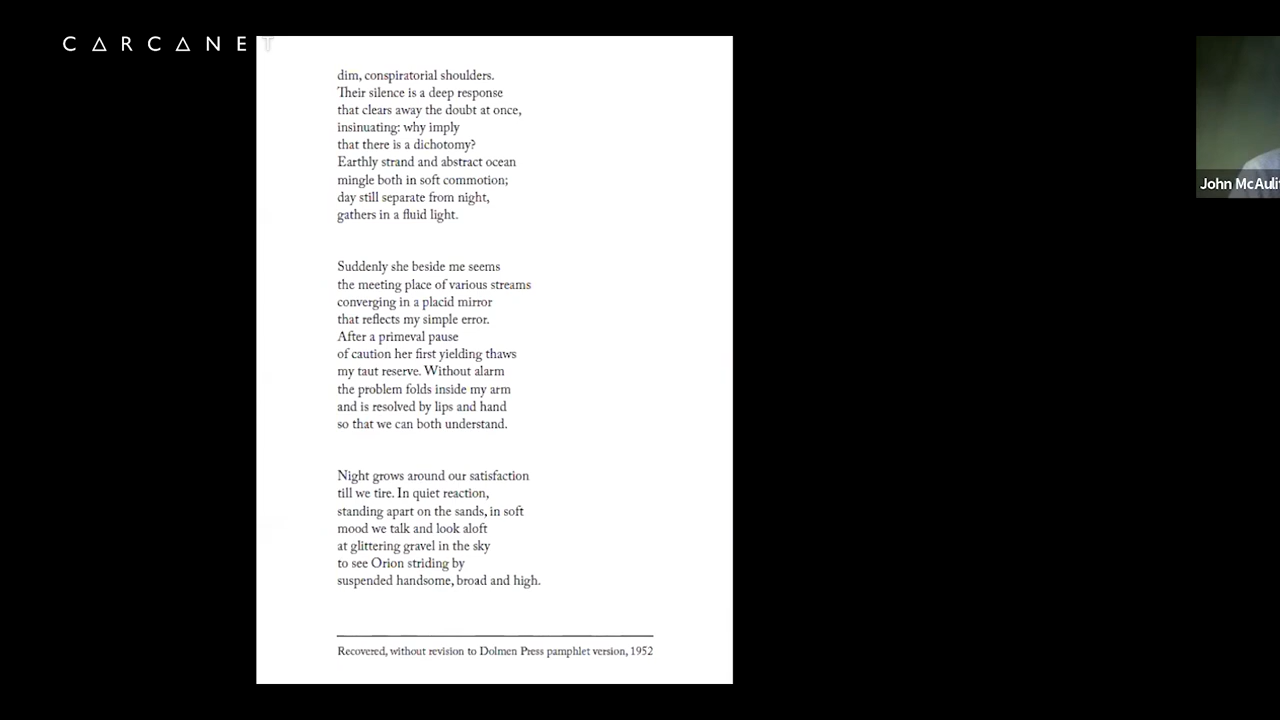 CARCANET
dim, conspiratorial shoulders.
Their silence is a deep response
that clears away the doubt at once,
insinuating: why imply
that there is a dichotomy?
Earthly strand and abstract ocean
mingle both in soft commotion;
day still separate from night,
gathers in a fluid light.
Suddenly she beside me seems
the meeting place of various streams
converging in a placid mirror
that reflects my simple error.
After a primeval pause
of caution her first yielding thaws
my taut reserve. Without alarm
the problem folds inside my arm
and is resolved by lips and hand
so that we can both understand.
Night grows around our satisfaction
till we tire. In quiet reaction,
standing apart on the sands, in soft
mood we talk and look aloft
at glittering gravel in the sky
to see Orion striding by
suspended handsome, broad and high.
Recovered, without revision to Dolmen Press pamphlet version, 1952
John